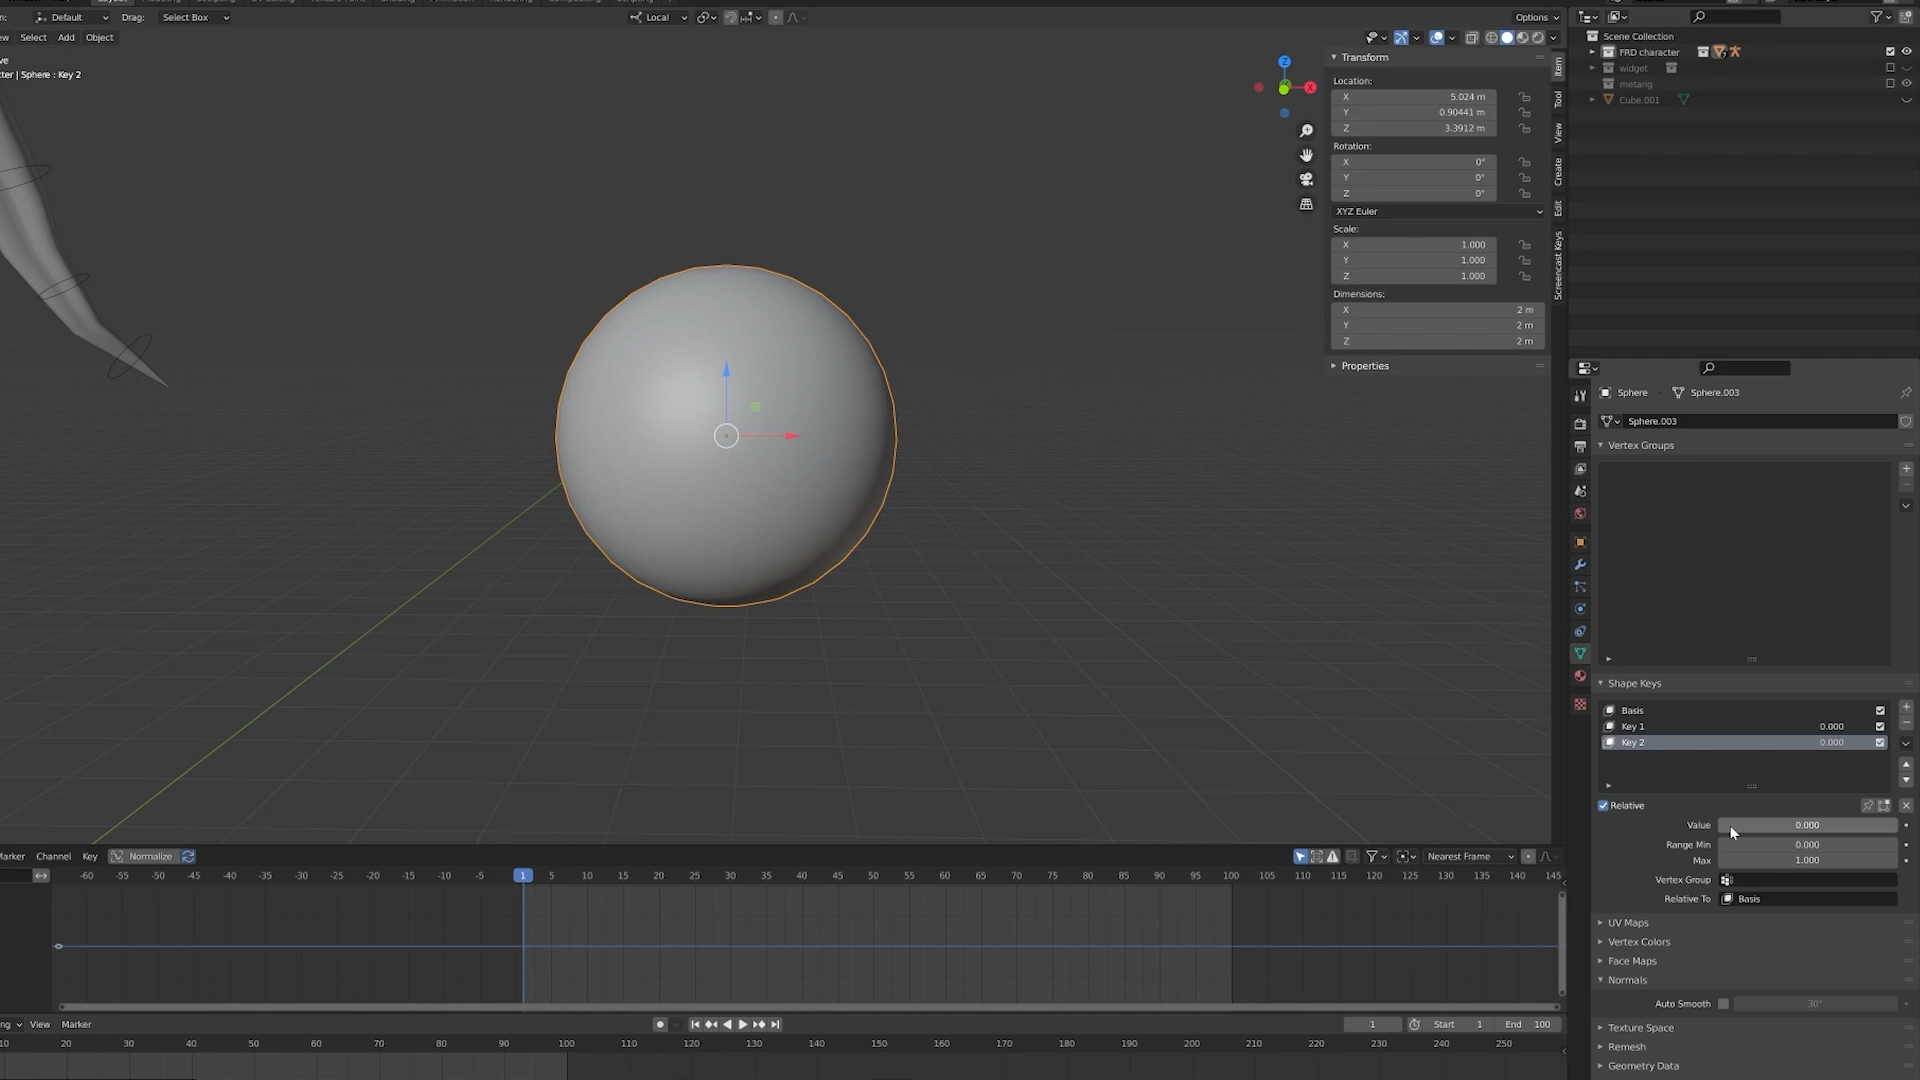 Default
Drag:
Select Box
Local
Options
Select
Add
Object
ter | Sphere : Key 2
Z
X
Transform
Location:
X 5.024 m
Y 0.90441 m
Z 3.3912 m
Rotation:
X 0°
Y 0°
Z 0°
XYZ Euler
Scale:
X 1.000
Y 1.000
Z 1.000
Dimensions:
X 2 m
Y 2 m
Z 2 m
Properties
Item
Tool
View
Create
Edit
Screencast Keys
Scene Collection
FRD character
widget
metarig
Cube.001
Sphere
Sphere.003
Sphere.003
Vertex Groups
Shape Keys
Basis
Key 1 0.000
Key 2 0.000
Relative
Value 0.000
Range Min 0.000
Max 1.000
Vertex Group
Relative To Basis
UV Maps
Vertex Colors
Face Maps
Normals
Auto Smooth 30°
Texture Space
Remesh
Geometry Data
arker Channel Key Normalize
Nearest Frame
-60 -55 -50 -45 -40 -35 -30 -25 -20 -15 -10 -5 1 5 10 15 20 25 30 35 40 45 50 55 60 65 70 75 80 85 90 95 100 105 110 115 120 125 130 135 140 145
ng View Marker
1 Start 1 End 100
10 20 30 40 50 60 70 80 90 100 110 120 130 140 150 160 170 180 190 200 210 220 230 240 250